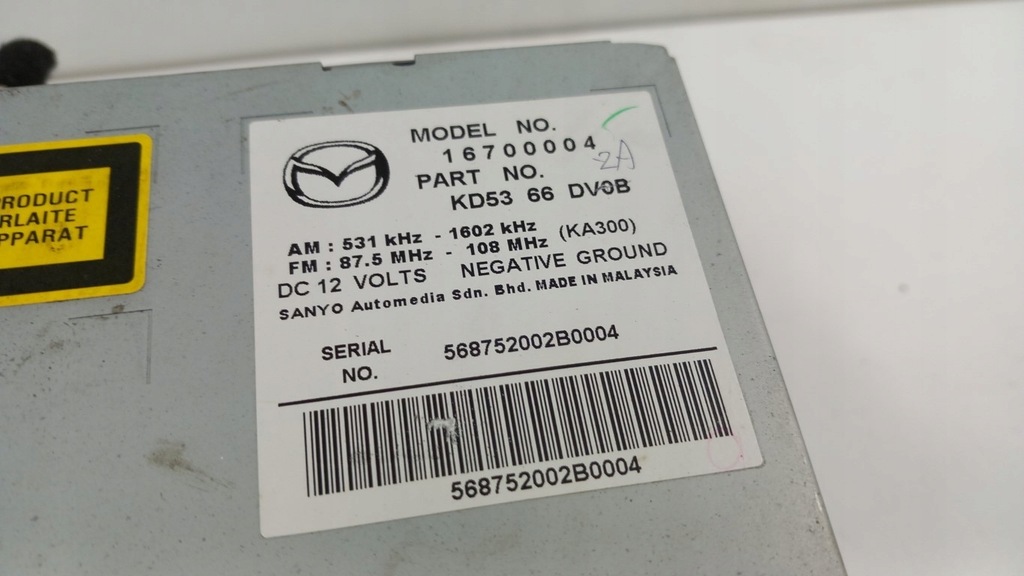 PRODUCT
RLAITE
PPARAT
MODEL NO.
16700004
2A
PART NO.
KD53 66 DV0B
AM : 531 kHz - 1602 kHz
FM : 87.5 MHz - 108 MHz (KA300)
DC 12 VOLTS NEGATIVE GROUND
SANYO Automedia Sdn. Bhd. MADE IN MALAYSIA
SERIAL NO. 568752002B0004
568752002B0004